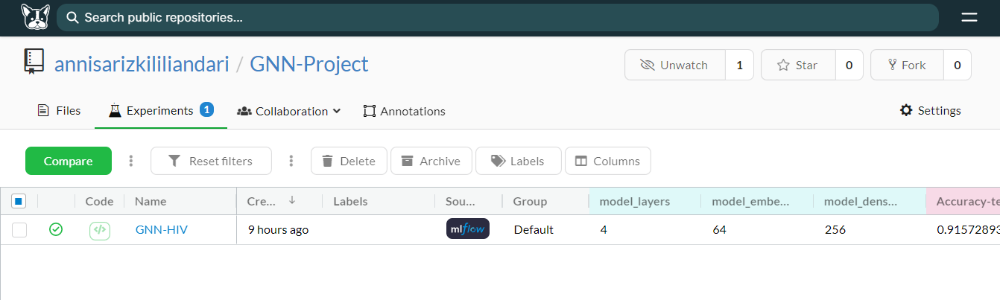 Search public repositories...
annisarizkililiandari / GNN-Project
Unwatch 1 Star 0 Fork 0
Files Experiments 1 Collaboration Annotations Settings
Compare Reset filters Delete Archive Labels Columns
Code Name Cre... Labels Sou... Group model_layers model_embe... model_dens... Accuracy-te
</> GNN-HIV 9 hours ago mlflow Default 4 64 256 0.91572893